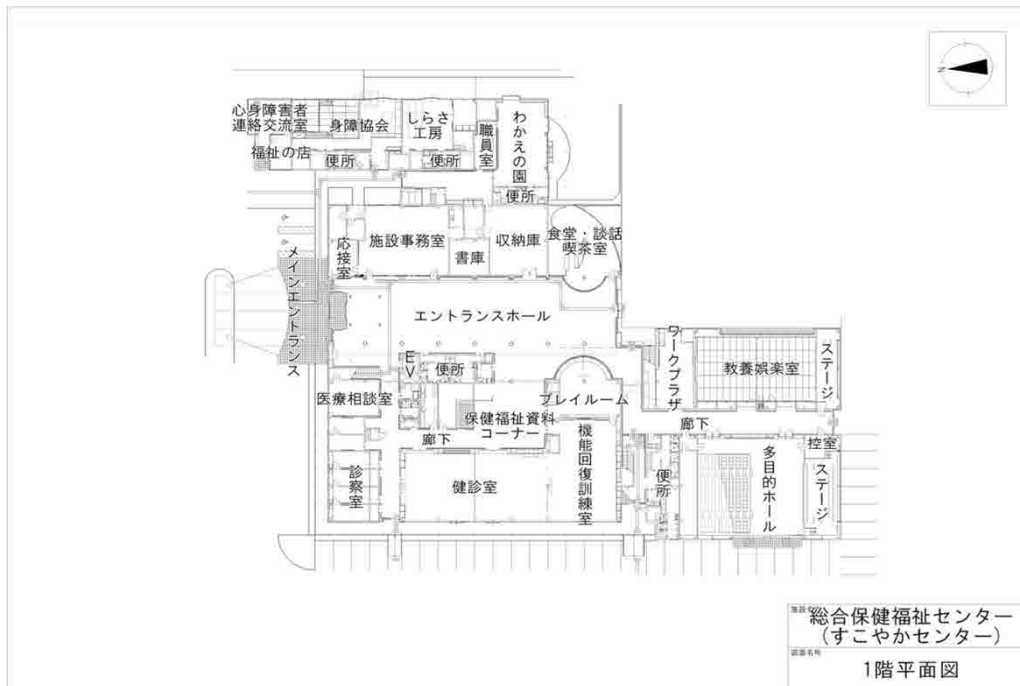 N
心身障害者
連絡交流室
身障協会
しらさ
工房
職員室
わかえの園
福祉の店
便所
便所
便所
応接室
施設事務室
書庫
収納庫
食堂・談話
喫茶室
メインエントランス
エントランスホール
EV
便所
医療相談室
プレイルーム
保健福祉資料
コーナー
廊下
機能回復訓練室
診察室
健診室
ワークプラザ
教養娯楽室
ステージ
廊下
控室
便所
多目的ホール
ステージ
総合保健福祉センター
(すこやかセンター)
図面名称
1階平面図